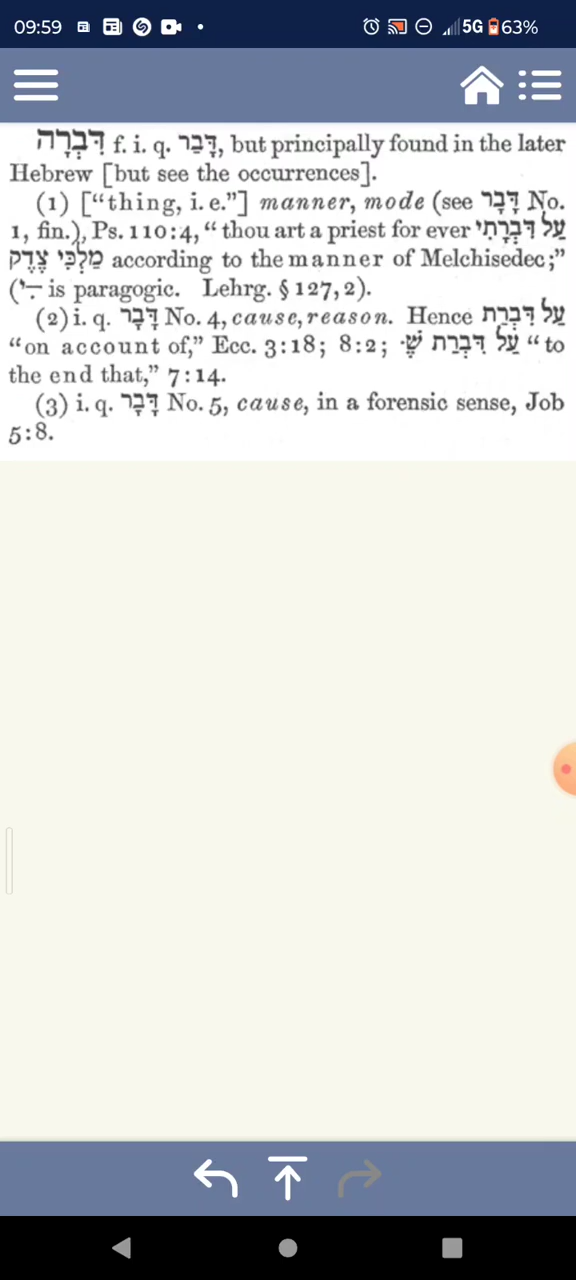 09:59 5G 63%
דִּבְרָה f. i. q. דָּבַר, but principally found in the later
Hebrew [but see the occurrences].
(1) [“thing, i. e.”] manner, mode (see דָּבָר No.
1, fin.), Ps. 110:4, “thou art a priest for ever עַל דִּבְרָתִי
מַלְכִּי צֶדֶק according to the manner of Melchisedec;”
(־ִי is paragogic. Lehrg. § 127, 2).
(2) i. q. דָּבָר No. 4, cause, reason. Hence עַל דִּבְרַת
“on account of,” Ecc. 3:18; 8:2; עַל דִּבְרַת שֶׁ· “to
the end that,” 7:14.
(3) i. q. דָּבָר No. 5, cause, in a forensic sense, Job
5:8.